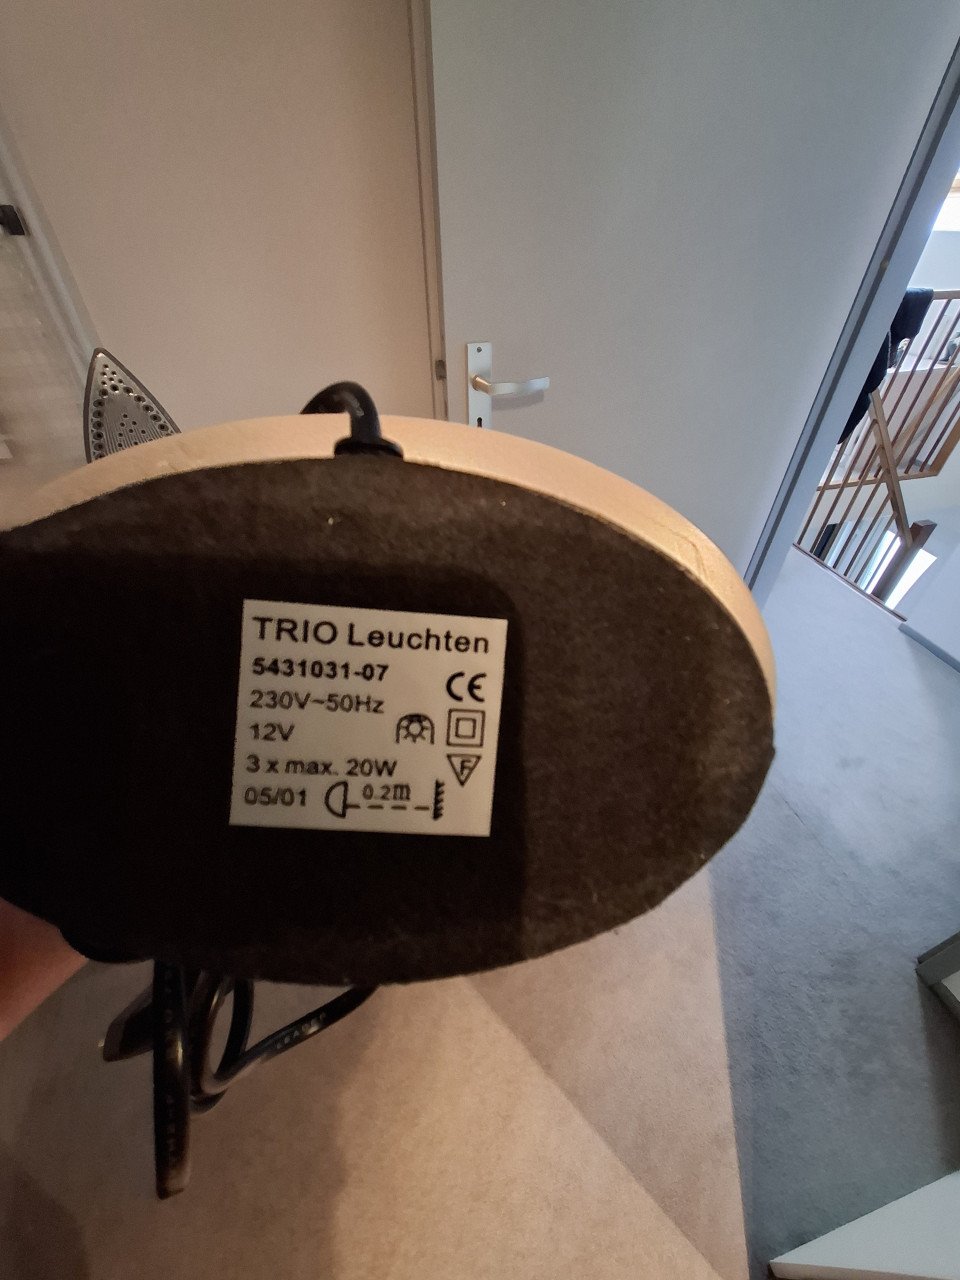 TRIO Leuchten
5431031-07
230V~50Hz
12V
3 x max. 20W
05/01 0.2m
CE
F